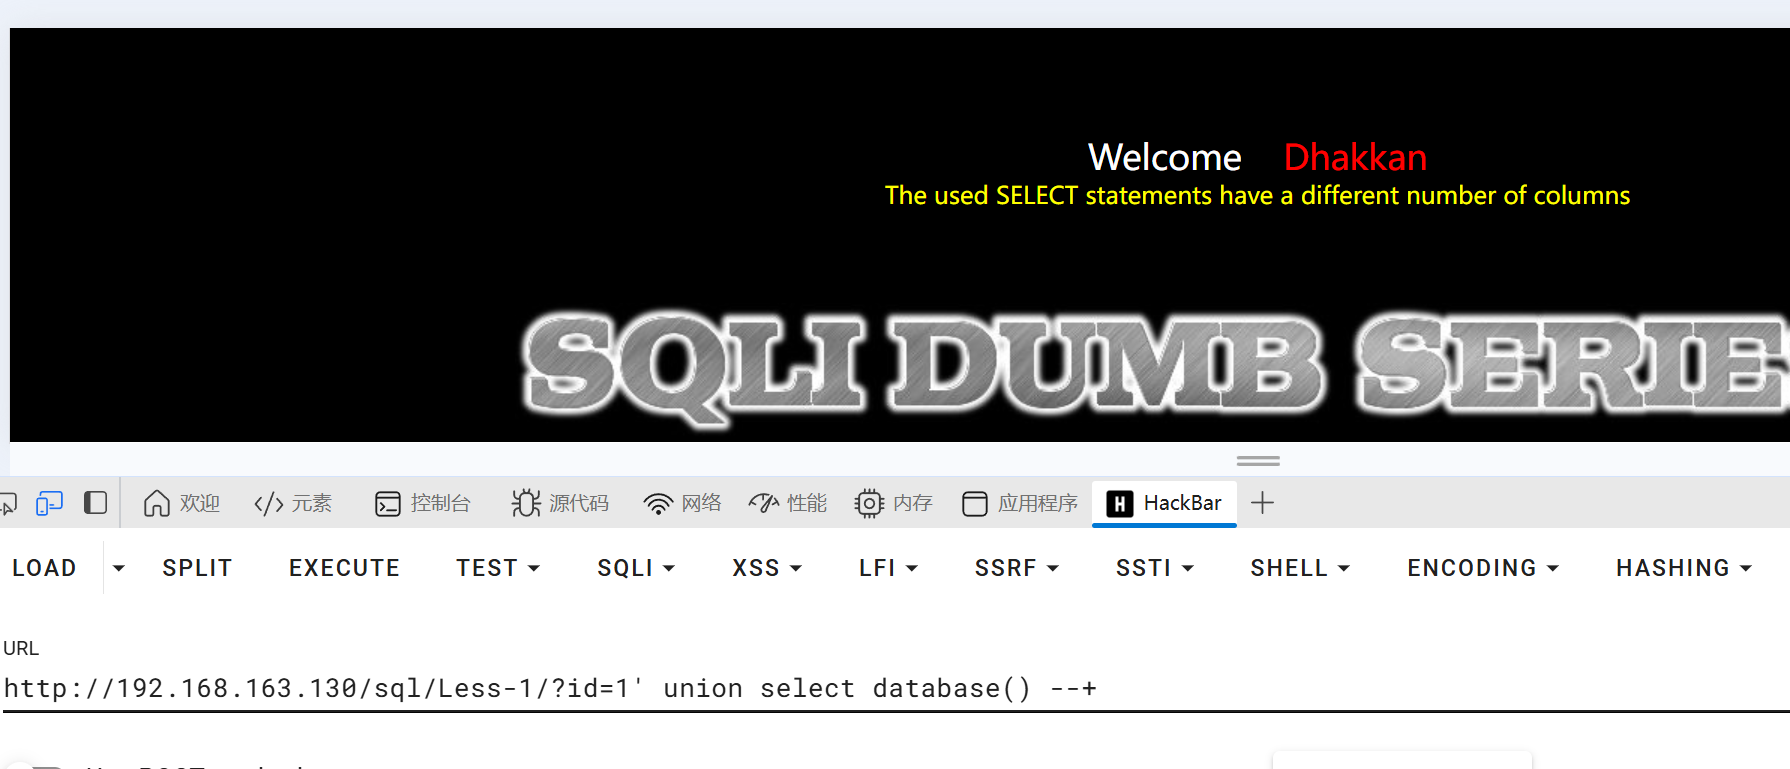 Welcome Dhakkan
The used SELECT statements have a different number of columns
SQLI DUMB SERIE
欢迎 元素 控制台 源代码 网络 性能 内存 应用程序 HackBar
LOAD SPLIT EXECUTE TEST SQLI XSS LFI SSRF SSTI SHELL ENCODING HASHING
URL
http://192.168.163.130/sql/Less-1/?id=1' union select database() --+